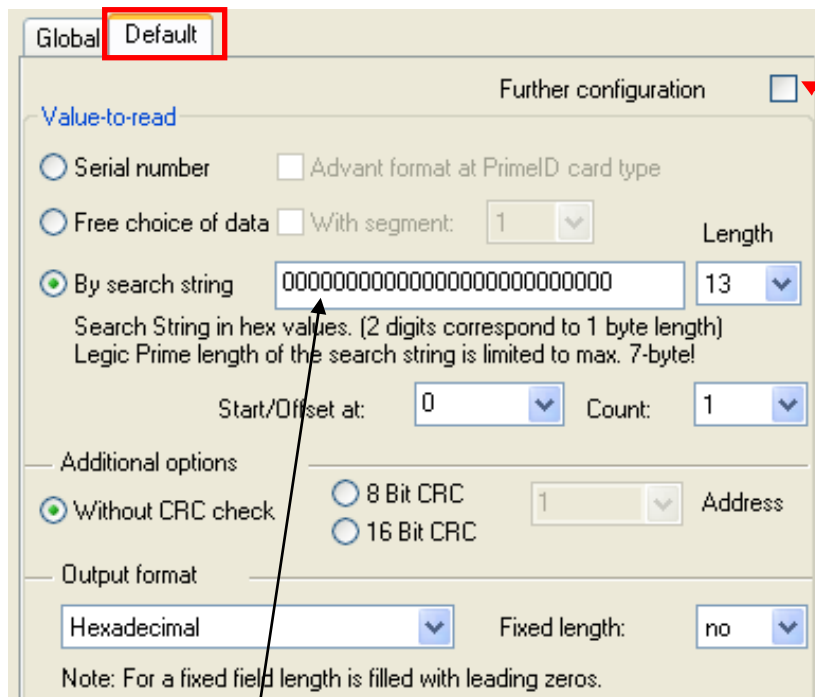 Global Default
Further configuration
Value-to-read
Serial number Advant format at PrimeID card type
Free choice of data With segment: 1 Length
By search string 00000000000000000000000000 13
Search String in hex values. (2 digits correspond to 1 byte length)
Legic Prime length of the search string is limited to max. 7-byte!
Start/Offset at: 0 Count: 1
Additional options
Without CRC check 8 Bit CRC 1 Address
16 Bit CRC
Output format
Hexadecimal Fixed length: no
Note: For a fixed field length is filled with leading zeros.